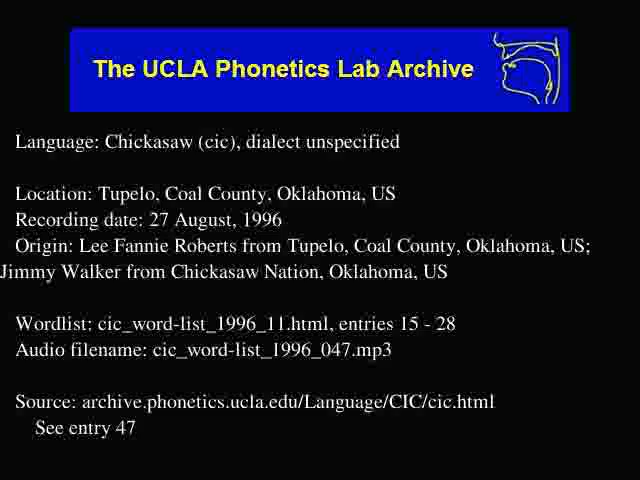 The UCLA Phonetics Lab Archive
Language: Chickasaw (cic), dialect unspecified
Location: Tupelo, Coal County, Oklahoma, US
Recording date: 27 August, 1996
Origin: Lee Fannie Roberts from Tupelo, Coal County, Oklahoma, US;
Jimmy Walker from Chickasaw Nation, Oklahoma, US
Wordlist: cic_word-list_1996_11.html, entries 15 - 28
Audio filename: cic_word-list_1996_047.mp3
Source: archive.phonetics.ucla.edu/Language/CIC/cic.html
See entry 47